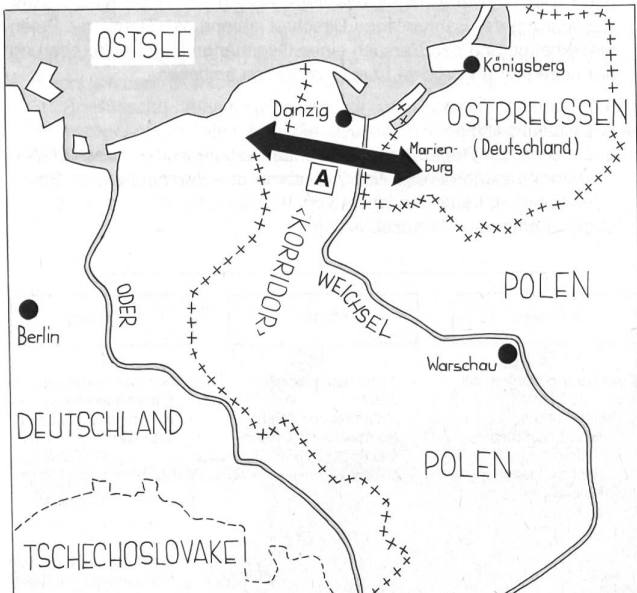 OSTSEE
Königsberg
Danzig
OSTPREUSSEN
(Deutschland)
Marien-
burg
A
<KORRIDOR>
WEICHSEL
POLEN
ODER
Berlin
Warschau
DEUTSCHLAND
POLEN
TSCHECHOSLOVAKEI